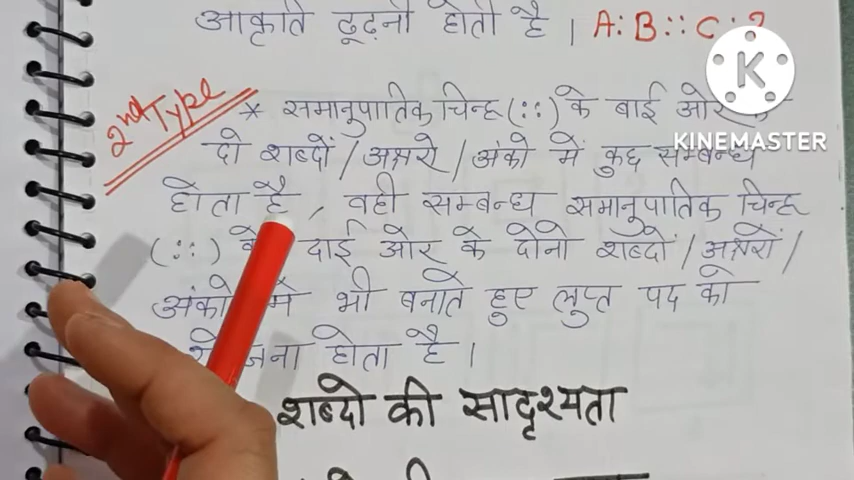 आकृति ढूढ़नी होती है । A : B :: C : ?
2nd Type
* समानुपातिक चिन्ह (: :) के बाई ओर
दो शब्दों / अक्षरो / अंको में कुछ सम्बन्ध
होता है , वही सम्बन्ध समानुपातिक चिन्ह
(: :) के दाई ओर के दोनो शब्दों / अक्षरों /
अंको मे भी बनाते हुए लुप्त पद को
होता है ।
शब्दो की सादृश्यता
K
KINEMASTER